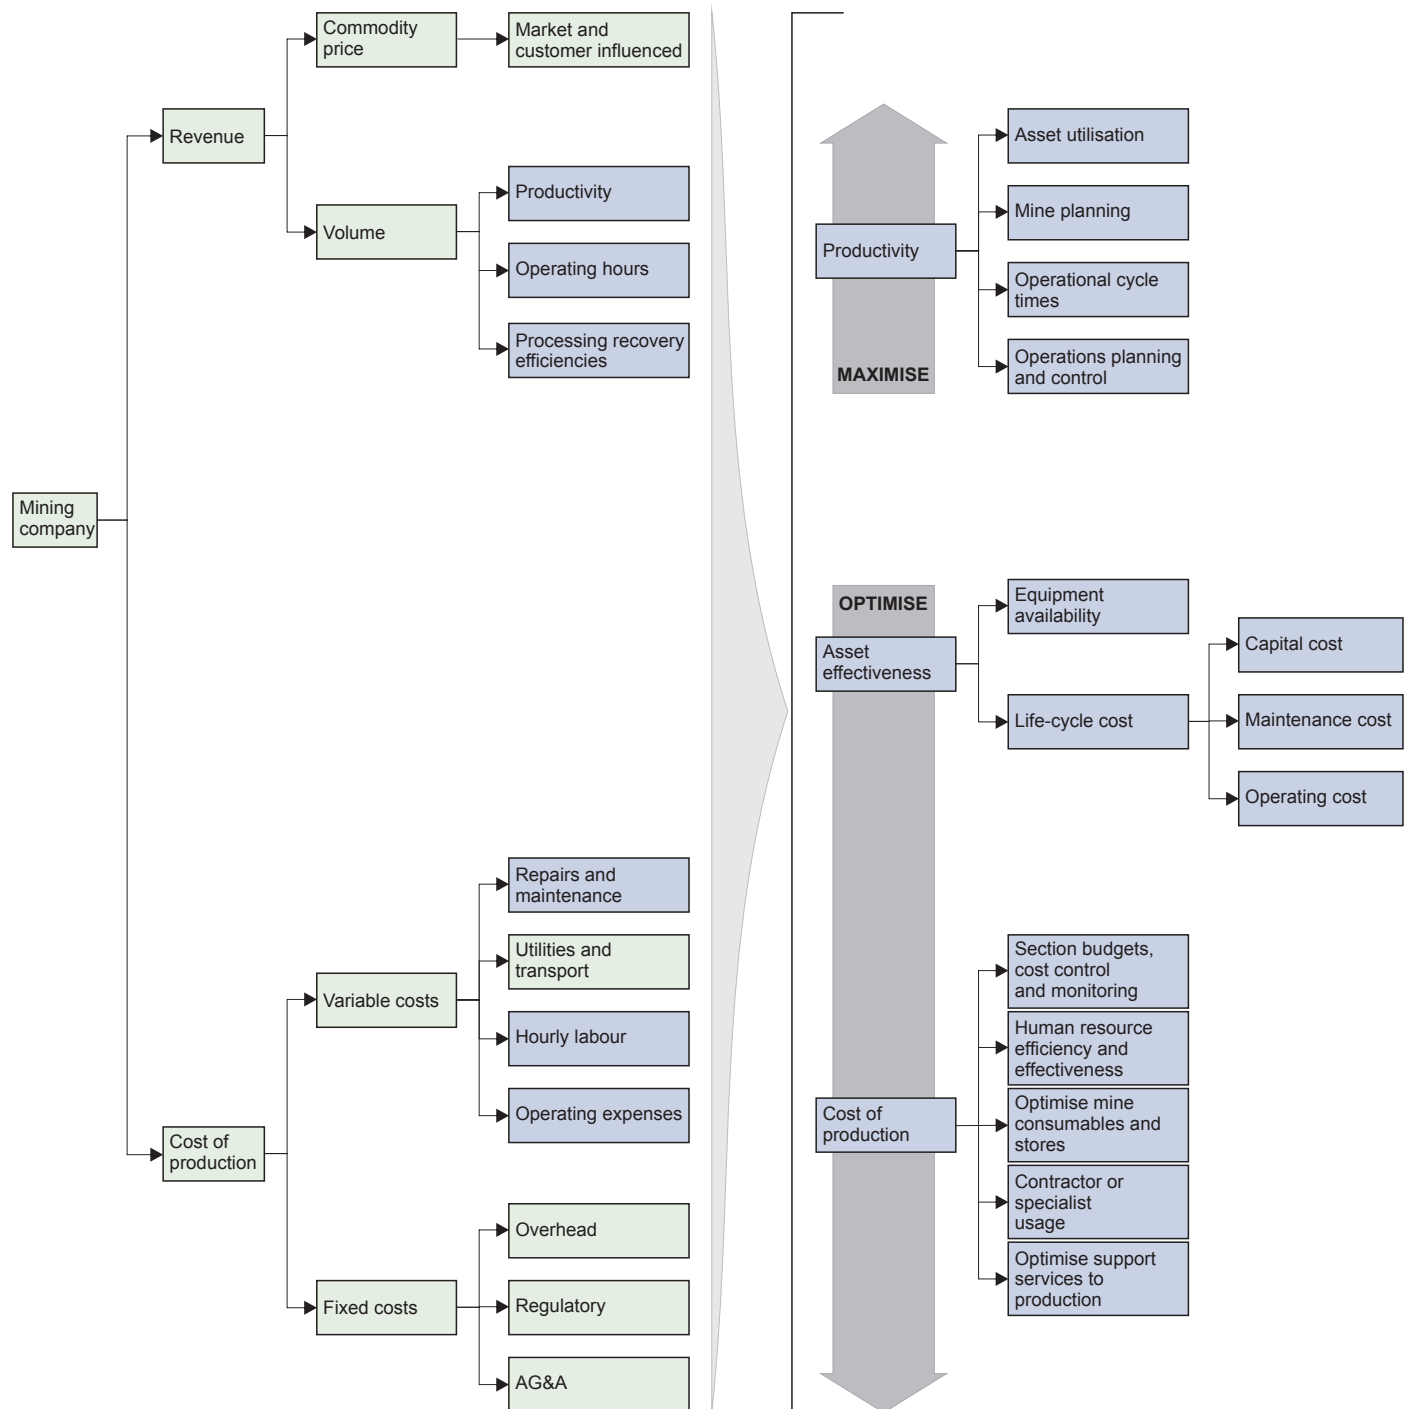 Commodity
price
Market and
customer influenced
Revenue
Volume
Productivity
Operating hours
Processing recovery
efficiencies
Mining
company
Repairs and
maintenance
Utilities and
transport
Variable costs
Hourly labour
Operating expenses
Cost of
production
Overhead
Fixed costs
Regulatory
AG&A
Asset utilisation
Mine planning
Productivity
Operational cycle
times
Operations planning
and control
MAXIMISE
OPTIMISE
Equipment
availability
Asset
effectiveness
Capital cost
Life-cycle cost
Maintenance cost
Operating cost
Section budgets,
cost control
and monitoring
Human resource
efficiency and
effectiveness
Cost of
production
Optimise mine
consumables and
stores
Contractor or
specialist
usage
Optimise support
services to
production